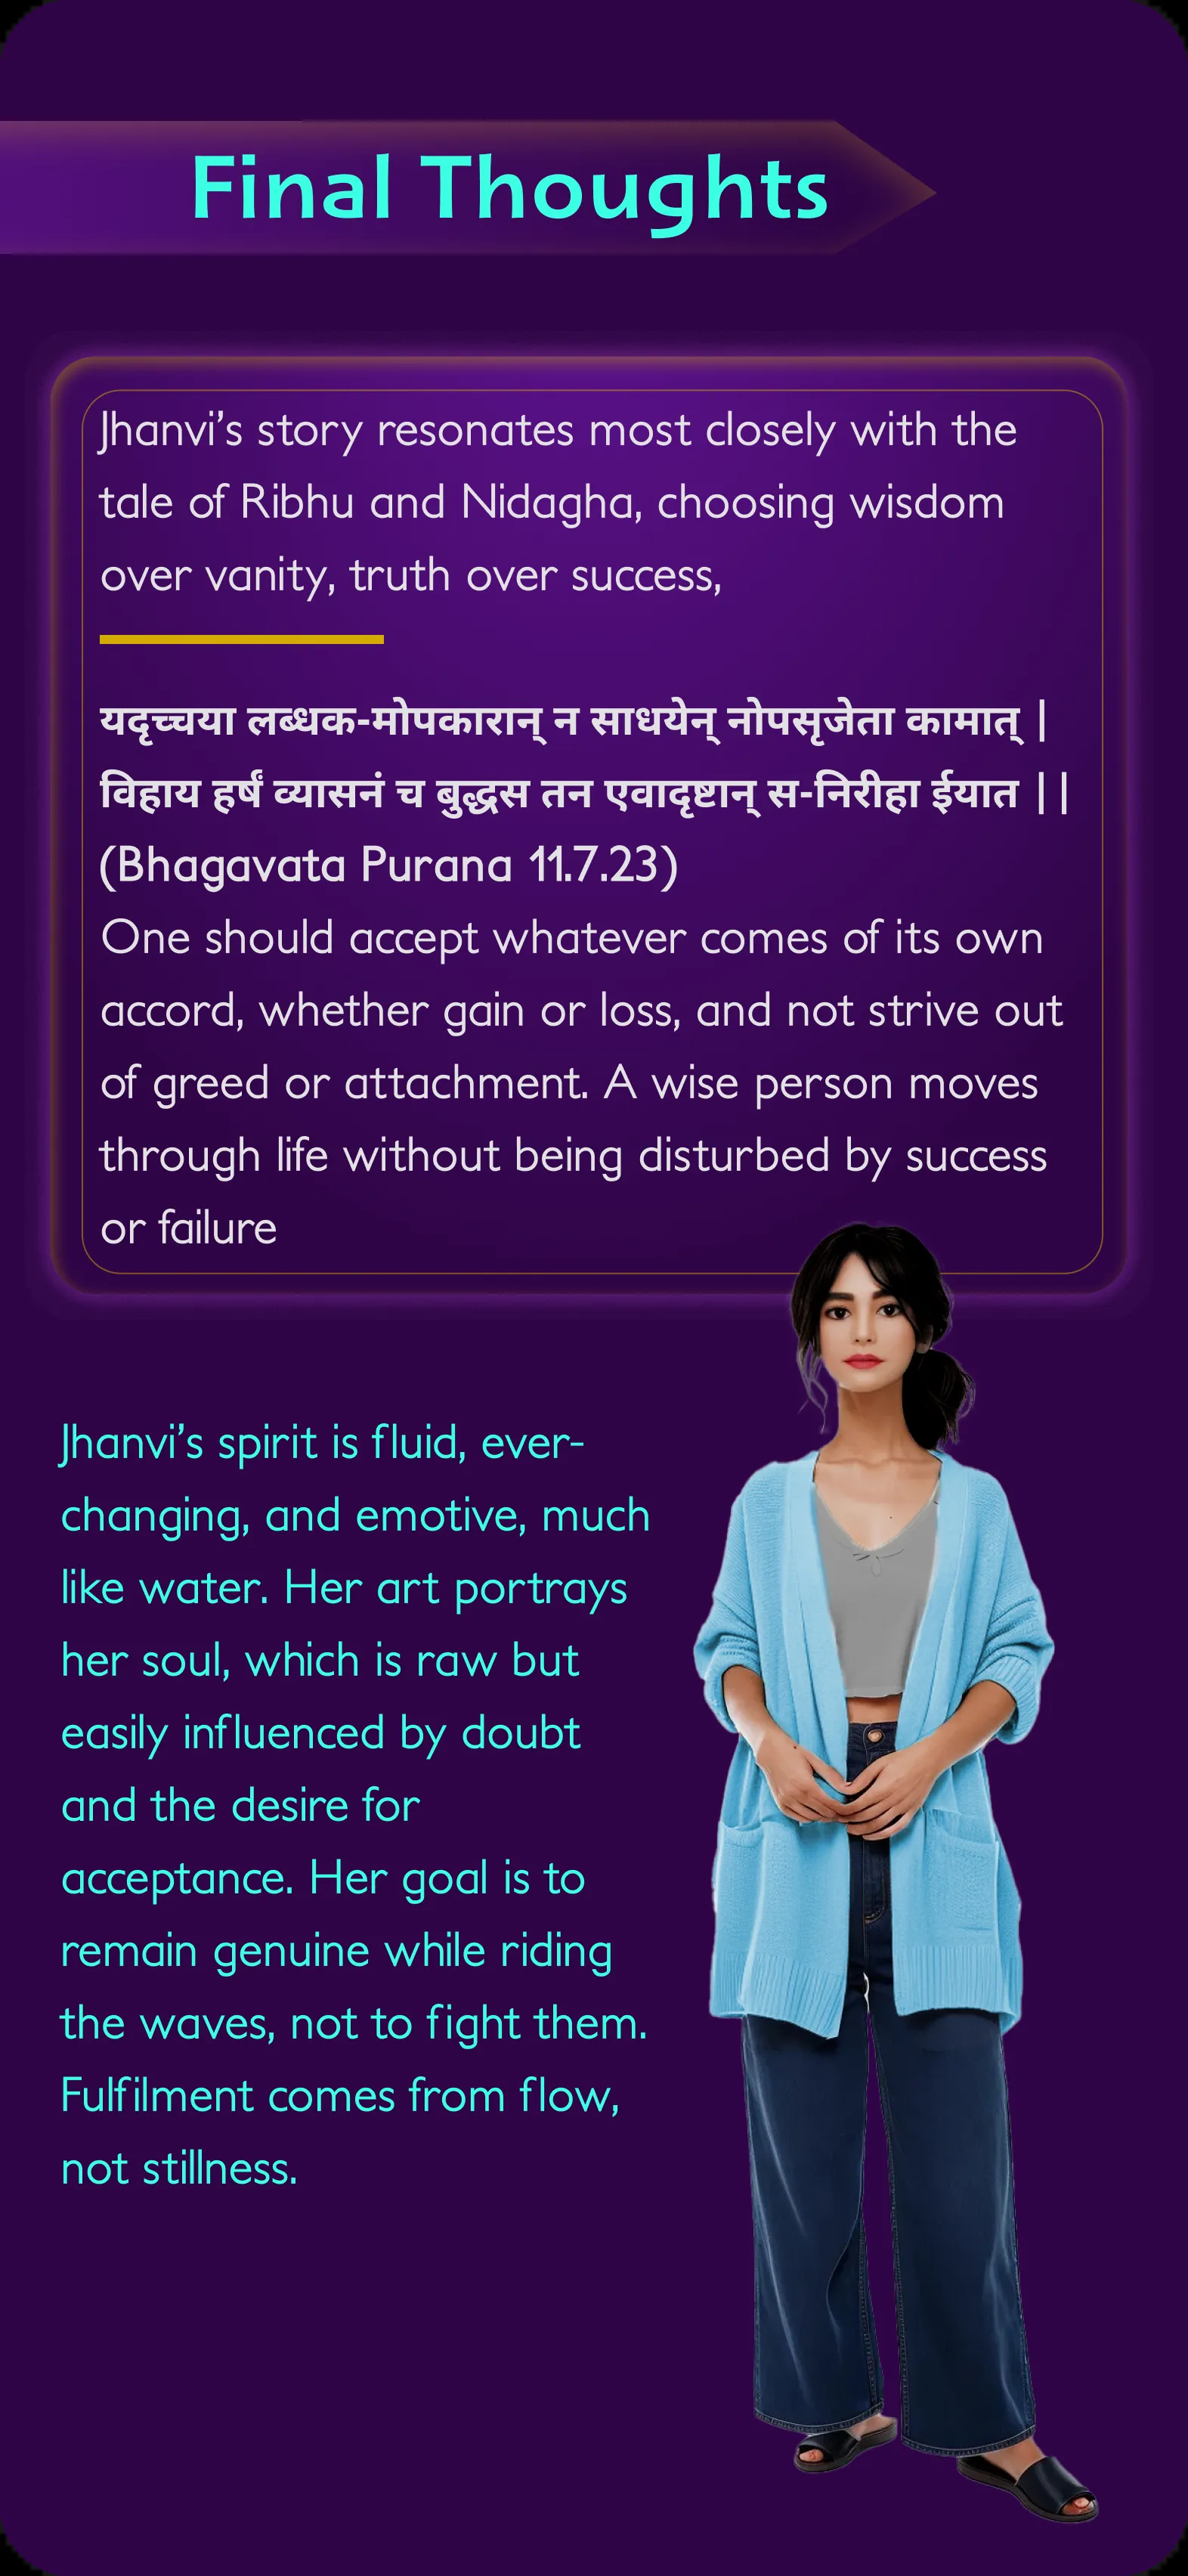 Final Thoughts
Jhanvi’s story resonates most closely with the
tale of Ribhu and Nidagha, choosing wisdom
over vanity, truth over success,
यदृच्चया लब्धक-मोपकारान् न साधयेन् नोपसृजेता कामात् |
विहाय हर्षं व्यासनं च बुद्धस तन एवादृष्टान् स-निरीहा ईयात ||
(Bhagavata Purana 11.7.23)
One should accept whatever comes of its own
accord, whether gain or loss, and not strive out
of greed or attachment. A wise person moves
through life without being disturbed by success
or failure
Jhanvi’s spirit is fluid, ever-
changing, and emotive, much
like water. Her art portrays
her soul, which is raw but
easily influenced by doubt
and the desire for
acceptance. Her goal is to
remain genuine while riding
the waves, not to fight them.
Fulfilment comes from flow,
not stillness.